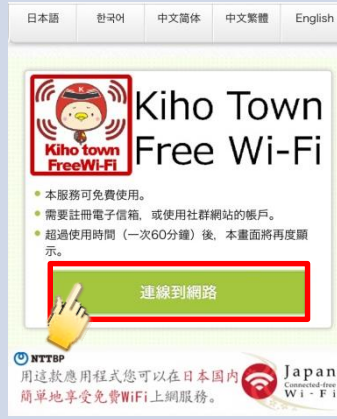 日本語 한국어 中文简体 中文繁體 English
Kiho Town
Free Wi-Fi
Kiho town
FreeWi-Fi
本服務可免費使用。
需要註冊電子信箱，或使用社群
網站的帳戶。
超過使用時間（一次60分鐘）後，本畫面將再度顯
示。
連線到網路
NTTBP
用這款應用程式您可以在日本国内
簡單地享受免費WiFi上網服務。
Japan
Connected-free
Wi-Fi